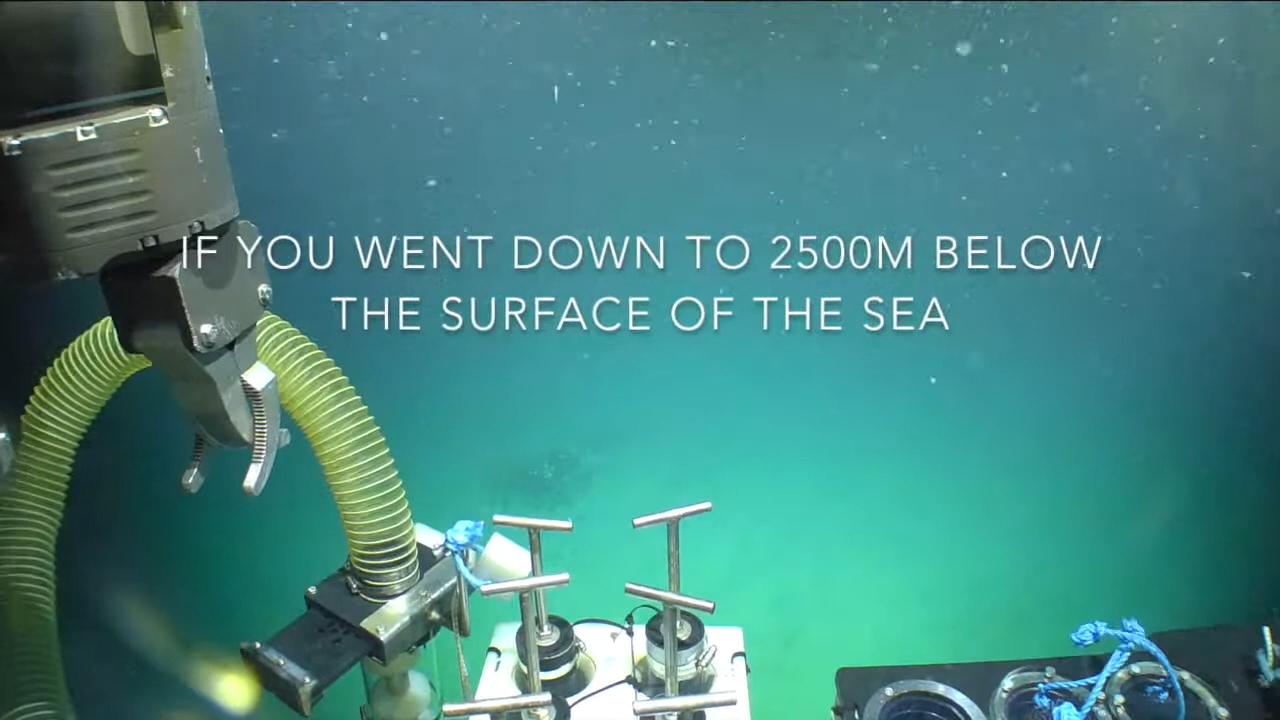 IF YOU WENT DOWN TO 2500M BELOW
THE SURFACE OF THE SEA